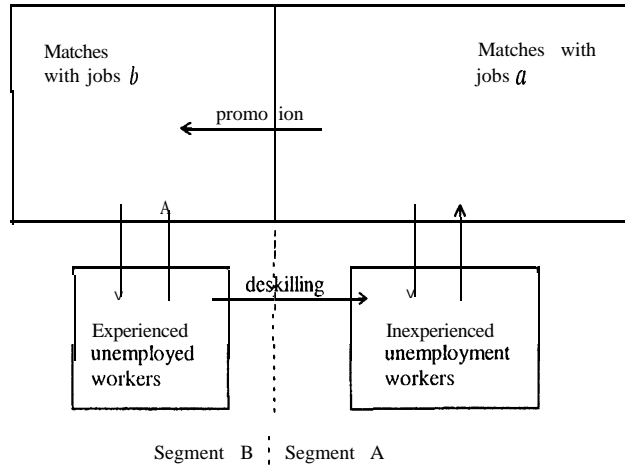 Matches
with jobs b
Matches with
jobs a
promo ion
deskilling
Experienced
unemployed
workers
Inexperienced
unemployment
workers
Segment B
Segment A